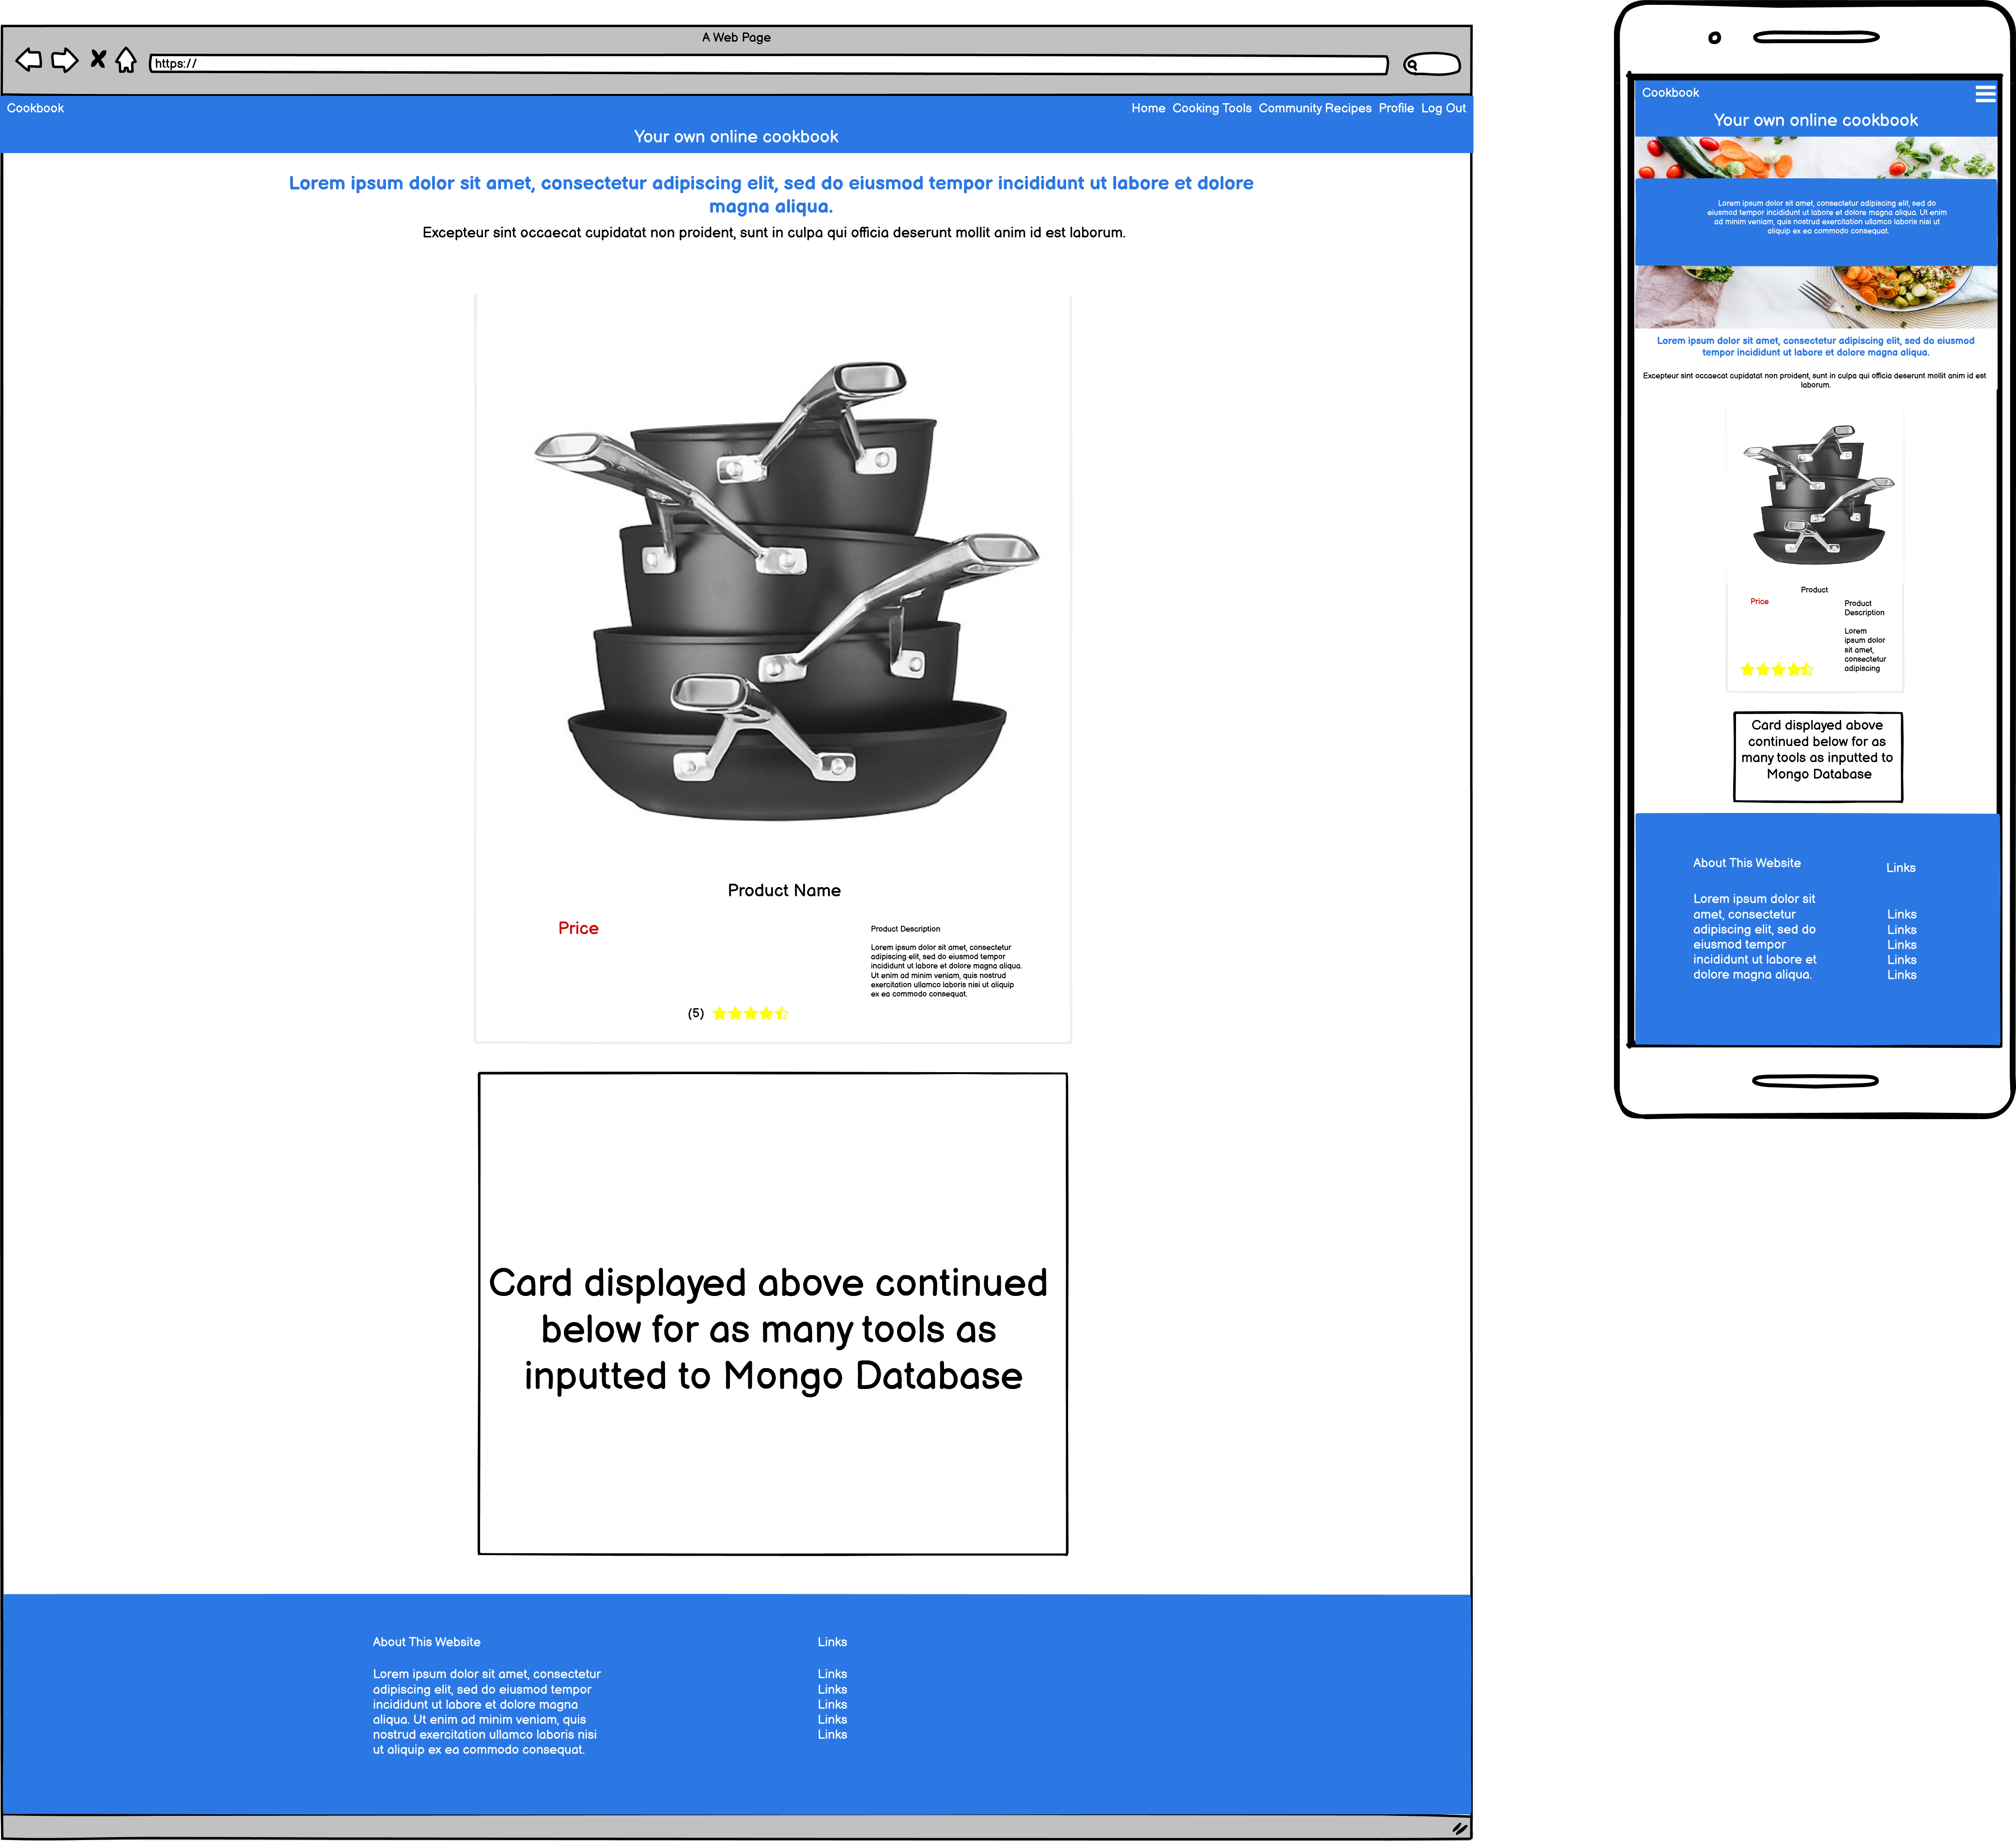 A Web Page
https://
Cookbook
Home Cooking Tools Community Recipes Profile Log Out
Your own online cookbook
Lorem ipsum dolor sit amet, consectetur adipiscing elit, sed do eiusmod tempor incididunt ut labore et dolore
magna aliqua.
Excepteur sint occaecat cupidatat non proident, sunt in culpa qui officia deserunt mollit anim id est laborum.
Product Name
Price
Product Description
Lorem ipsum dolor sit amet, consectetur
adipiscing elit, sed do eiusmod tempor
incididunt ut labore et dolore magna aliqua.
Ut enim ad minim veniam, quis nostrud
exercitation ullamco laboris nisi ut aliquip
ex ea commodo consequat.
(5)
Card displayed above continued
below for as many tools as
inputted to Mongo Database
About This Website
Lorem ipsum dolor sit amet, consectetur
adipiscing elit, sed do eiusmod tempor
incididunt ut labore et dolore magna
aliqua. Ut enim ad minim veniam, quis
nostrud exercitation ullamco laboris nisi
ut aliquip ex ea commodo consequat.
Links
Links
Links
Links
Links
Links
Cookbook
Your own online cookbook
Lorem ipsum dolor sit amet, consectetur adipiscing elit, sed do
eiusmod tempor incididunt ut labore et dolore magna aliqua. Ut enim
ad minim veniam, quis nostrud exercitation ullamco laboris nisi ut
aliquip ex ea commodo consequat.
Lorem ipsum dolor sit amet, consectetur adipiscing elit, sed do eiusmod
tempor incididunt ut labore et dolore magna aliqua.
Excepteur sint occaecat cupidatat non proident, sunt in culpa qui officia deserunt mollit anim id est
laborum.
Product
Price
Product
Description
Lorem
ipsum dolor
sit amet,
consectetur
adipiscing
Card displayed above
continued below for as
many tools as inputted to
Mongo Database
About This Website
Lorem ipsum dolor sit
amet, consectetur
adipiscing elit, sed do
eiusmod tempor
incididunt ut labore et
dolore magna aliqua.
Links
Links
Links
Links
Links
Links